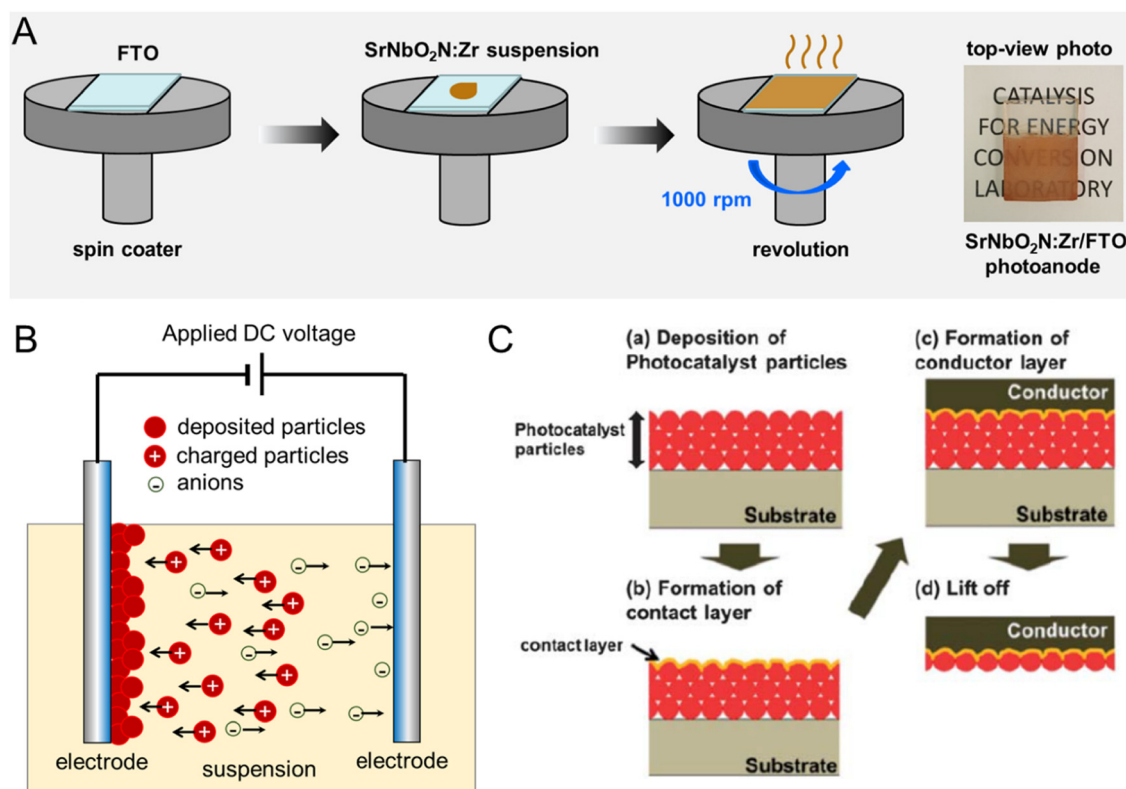 A
FTO
SrNbO₂N:Zr suspension
top-view photo
CATALYSIS
FOR ENERGY
CONVERSION
LABORATORY
1000 rpm
spin coater
revolution
SrNbO₂N:Zr/FTO
photoanode
B
Applied DC voltage
deposited particles
+ charged particles
- anions
electrode
suspension
electrode
C
(a) Deposition of
Photocatalyst particles
Photocatalyst
particles
Substrate
(b) Formation of
contact layer
contact layer
Substrate
(c) Formation of
conductor layer
Conductor
Substrate
(d) Lift off
Conductor